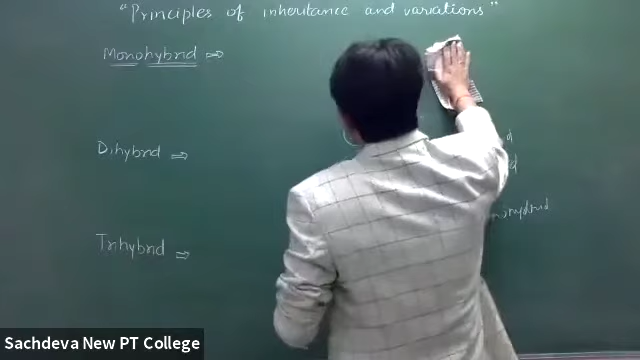 "Principles of inheritance and variations"
Monohybrid ⇒
Dihybrid ⇒
Trihybrid ⇒
Sachdeva New PT College